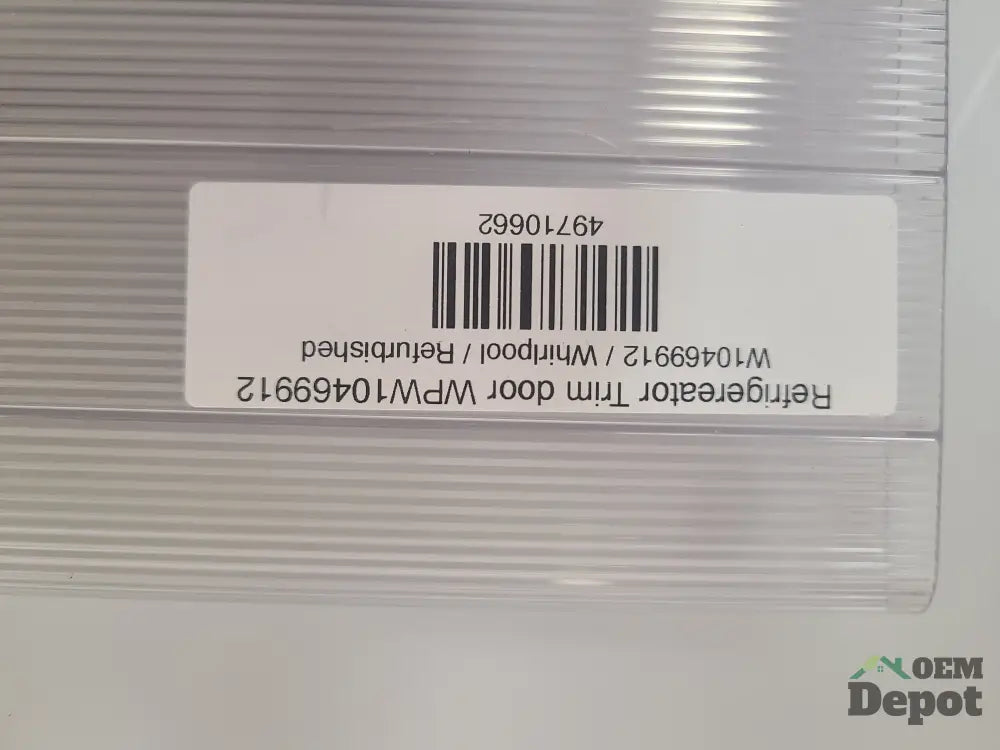 Refrigereator Trim door WPW10469912
W10469912 / Whirlpool / Refurbished
49710662
OEM
Depot